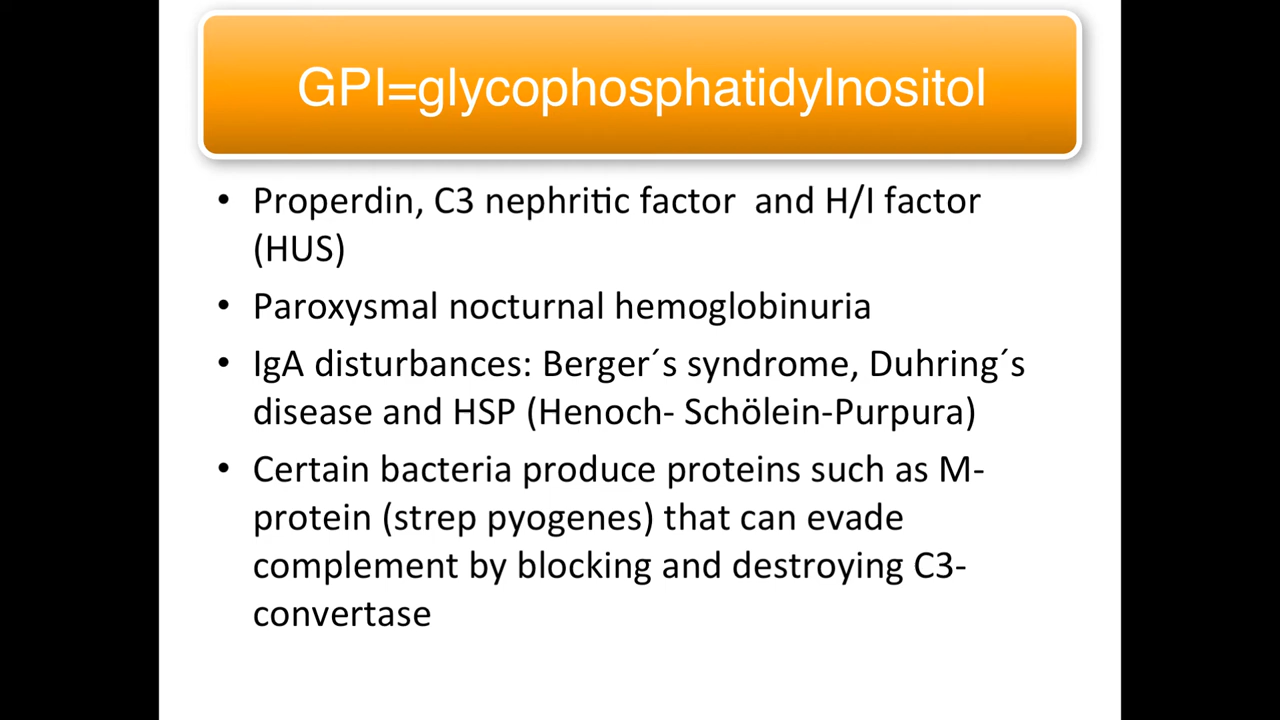 GPI=glycophosphatidylnositol
• Properdin, C3 nephritic factor  and H/I factor
(HUS)
• Paroxysmal nocturnal hemoglobinuria
• IgA disturbances: Berger´s syndrome, Duhring´s
disease and HSP (Henoch- Schölein-Purpura)
• Certain bacteria produce proteins such as M-
protein (strep pyogenes) that can evade
complement by blocking and destroying C3-
convertase